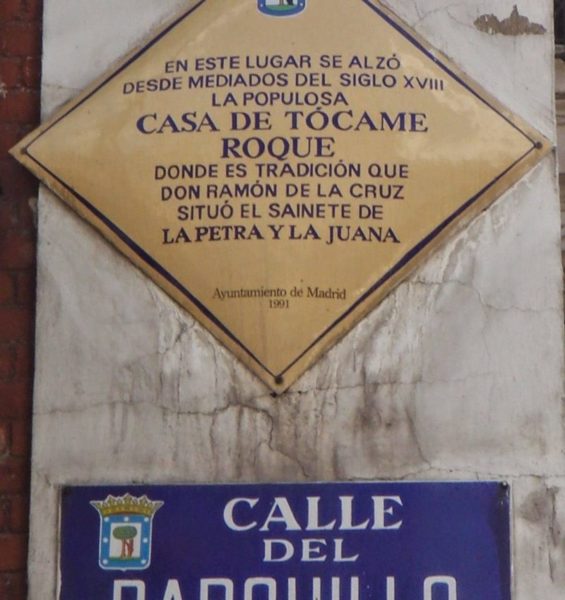 EN ESTE LUGAR SE ALZÓ
DESDE MEDIADOS DEL SIGLO XVIII
LA POPULOSA
CASA DE TÓCAME
ROQUE
DONDE ES TRADICIÓN QUE
DON RAMÓN DE LA CRUZ
SITUÓ EL SAINETE DE
LA PETRA Y LA JUANA
Ayuntamiento de Madrid
1991
CALLE
DEL
BARQUILLO